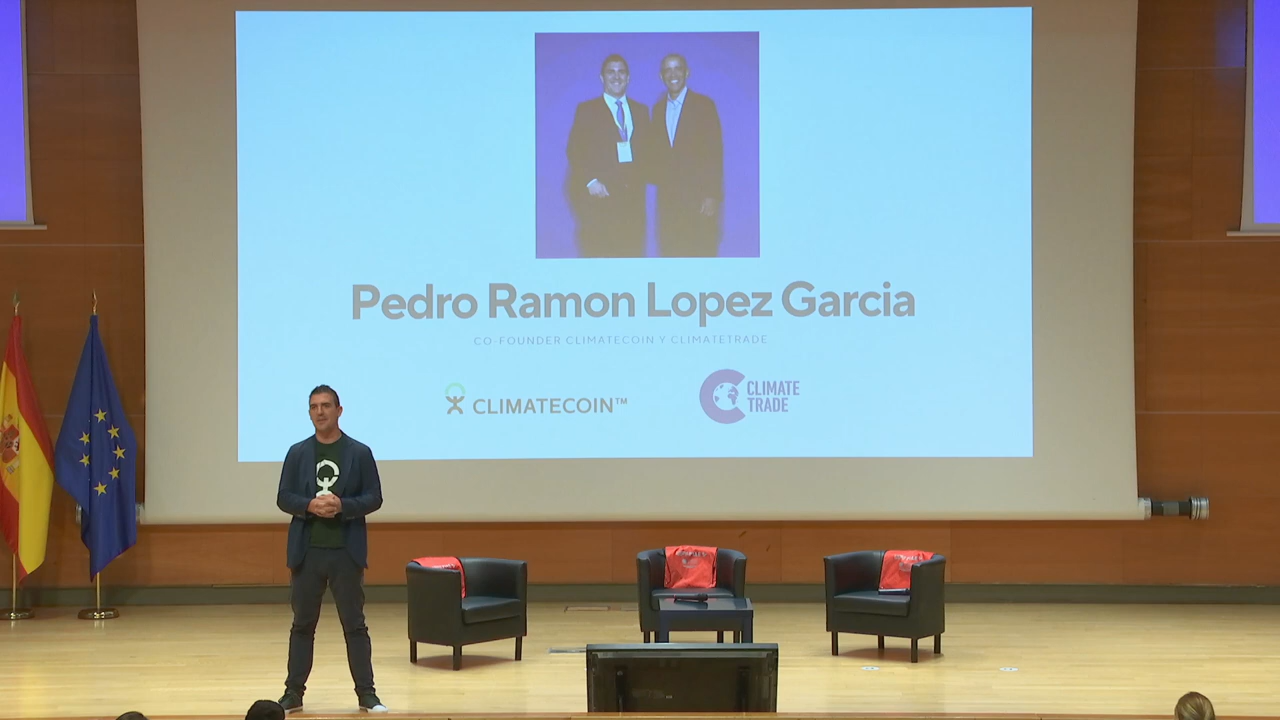 Pedro Ramon Lopez Garcia
CO-FOUNDER CLIMATECOIN Y CLIMATETRADE
CLIMATECOIN™
CLIMATE
TRADE